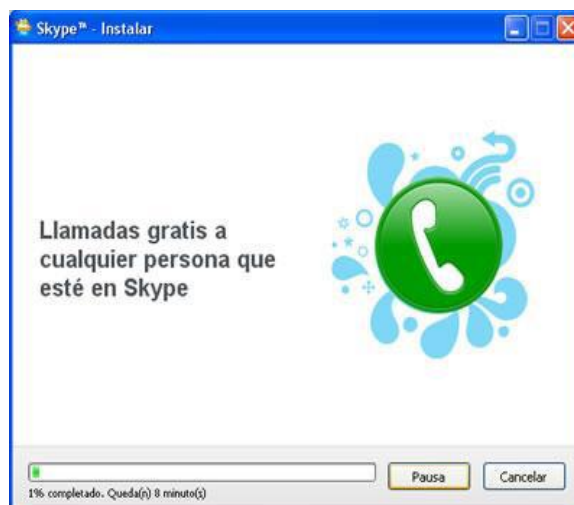 Skype™ - Instalar
Llamadas gratis a
cualquier persona que
esté en Skype
Pausa
Cancelar
1% completado. Queda(n) 8 minuto(s)